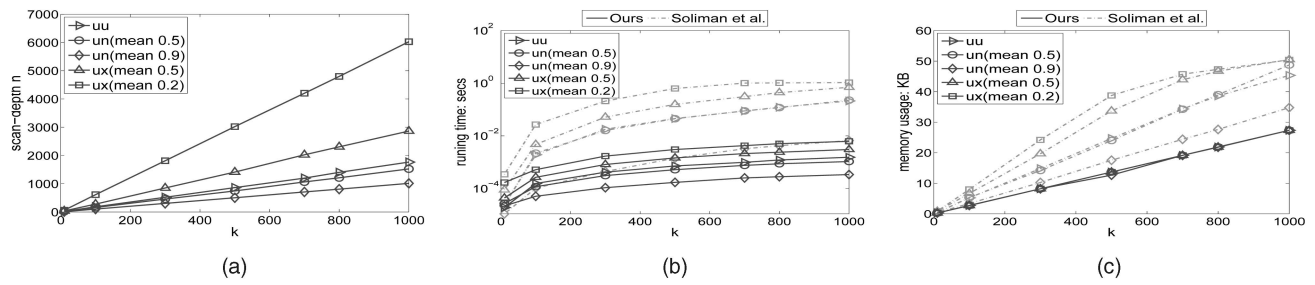 7000
6000
5000
4000
3000
2000
1000
0
0 200 400 600 800 1000
k
scan-depth n
uu
un(mean 0.5)
un(mean 0.9)
ux(mean 0.5)
ux(mean 0.2)
(a)
Ours Soliman et al.
10^0
10^-2
10^-4
0 200 400 600 800 1000
k
runing time: secs
uu
un(mean 0.5)
un(mean 0.9)
ux(mean 0.5)
ux(mean 0.2)
(b)
Ours Soliman et al.
60
50
40
30
20
10
0
0 200 400 600 800 1000
k
memory usage: KB
uu
un(mean 0.5)
un(mean 0.9)
ux(mean 0.5)
ux(mean 0.2)
(c)